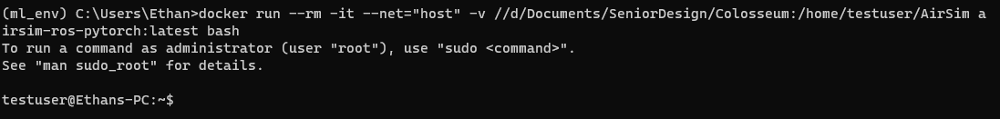 (ml_env) C:\Users\Ethan>docker run --rm -it --net="host" -v //d/Documents/SeniorDesign/Colosseum:/home/testuser/AirSim a
irsim-ros-pytorch:latest bash
To run a command as administrator (user "root"), use "sudo <command>".
See "man sudo_root" for details.
testuser@Ethans-PC:~$